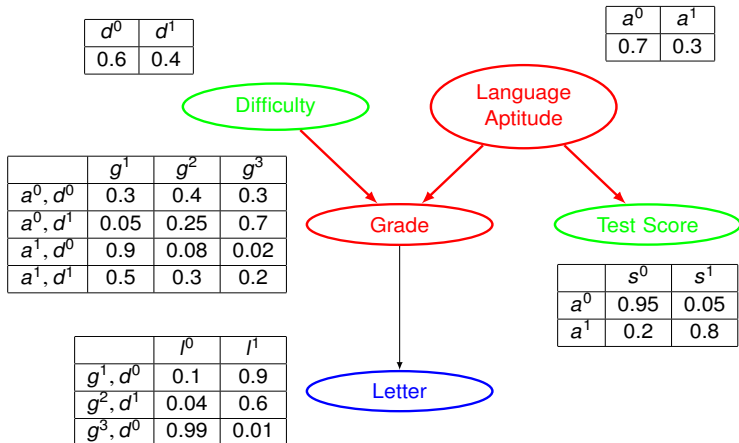 d⁰ d¹
0.6 0.4
a⁰ a¹
0.7 0.3
Difficulty
Language
Aptitude
g¹ g² g³
a⁰, d⁰ 0.3 0.4 0.3
a⁰, d¹ 0.05 0.25 0.7
a¹, d⁰ 0.9 0.08 0.02
a¹, d¹ 0.5 0.3 0.2
Grade
Test Score
s⁰ s¹
a⁰ 0.95 0.05
a¹ 0.2 0.8
l⁰ l¹
g¹, d⁰ 0.1 0.9
g², d¹ 0.04 0.6
g³, d⁰ 0.99 0.01
Letter